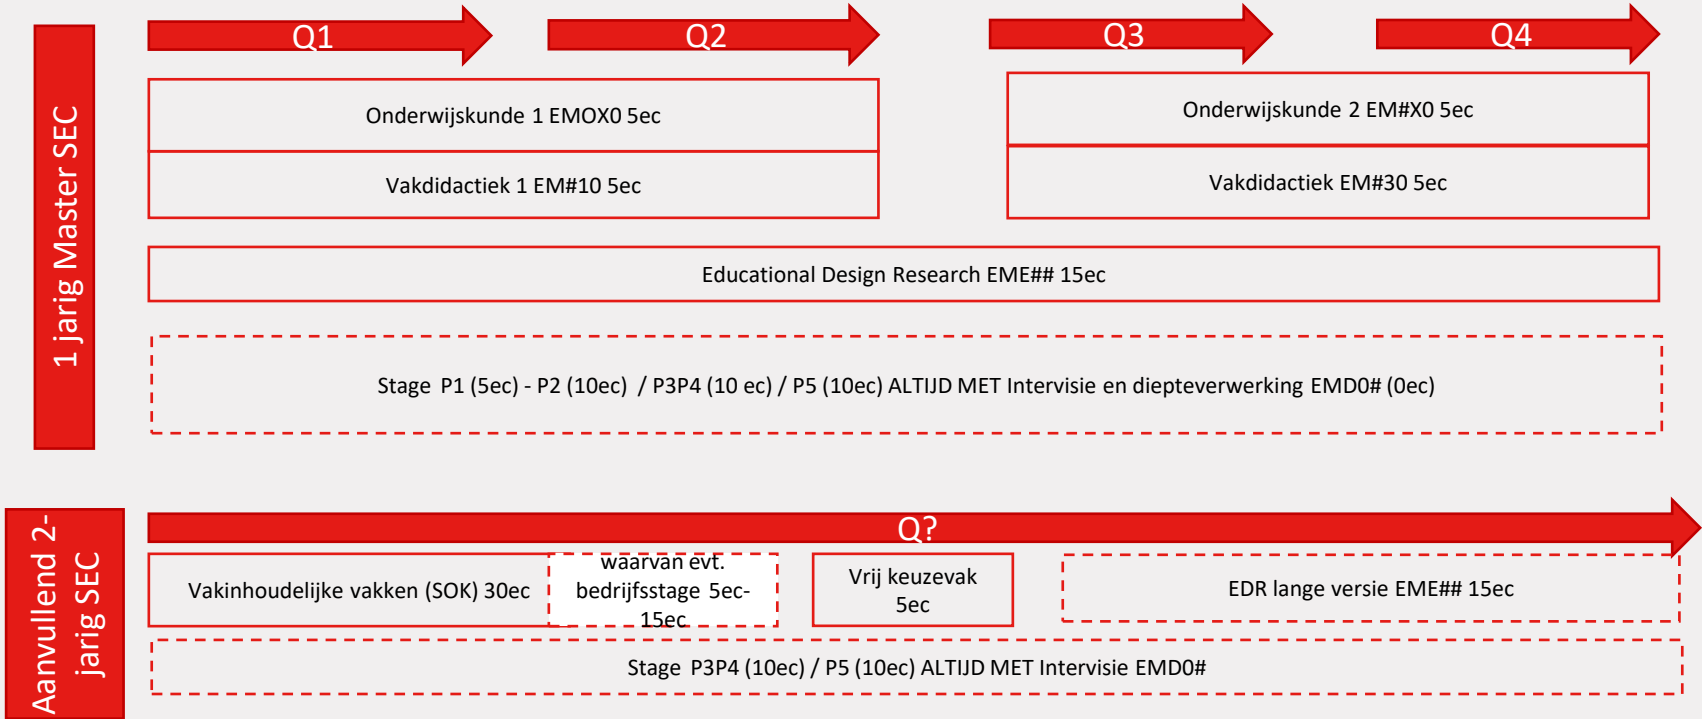 1 jarig Master SEC
Q1
Q2
Q3
Q4
Onderwijskunde 1 EMOX0 5ec
Onderwijskunde 2 EM#X0 5ec
Vakdidactiek 1 EM#10 5ec
Vakdidactiek EM#30 5ec
Educational Design Research EME## 15ec
Stage P1 (5ec) - P2 (10ec) / P3P4 (10 ec) / P5 (10ec) ALTIJD MET Intervisie en diepteverwerking EMD0# (0ec)
Aanvullend 2-
jarig SEC
Q?
Vakinhoudelijke vakken (SOK) 30ec
waarvan evt.
bedrijfsstage 5ec-
15ec
Vrij keuzevak
5ec
EDR lange versie EME## 15ec
Stage P3P4 (10ec) / P5 (10ec) ALTIJD MET Intervisie EMD0#